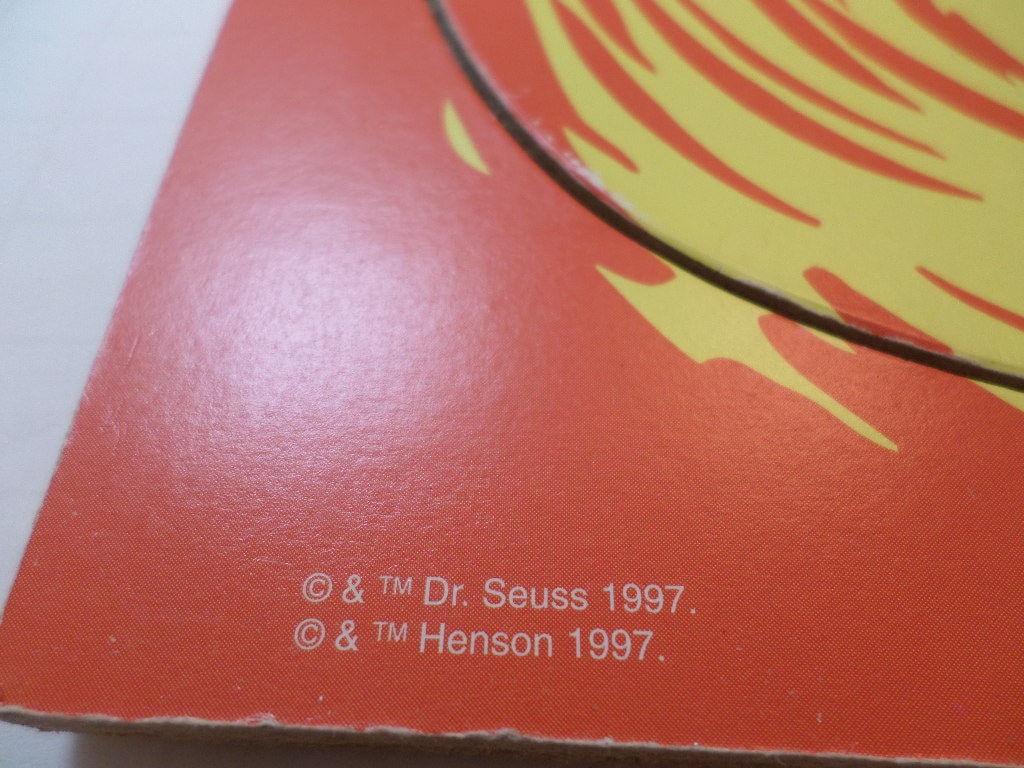 © & ™ Dr. Seuss 1997.
© & ™ Henson 1997.